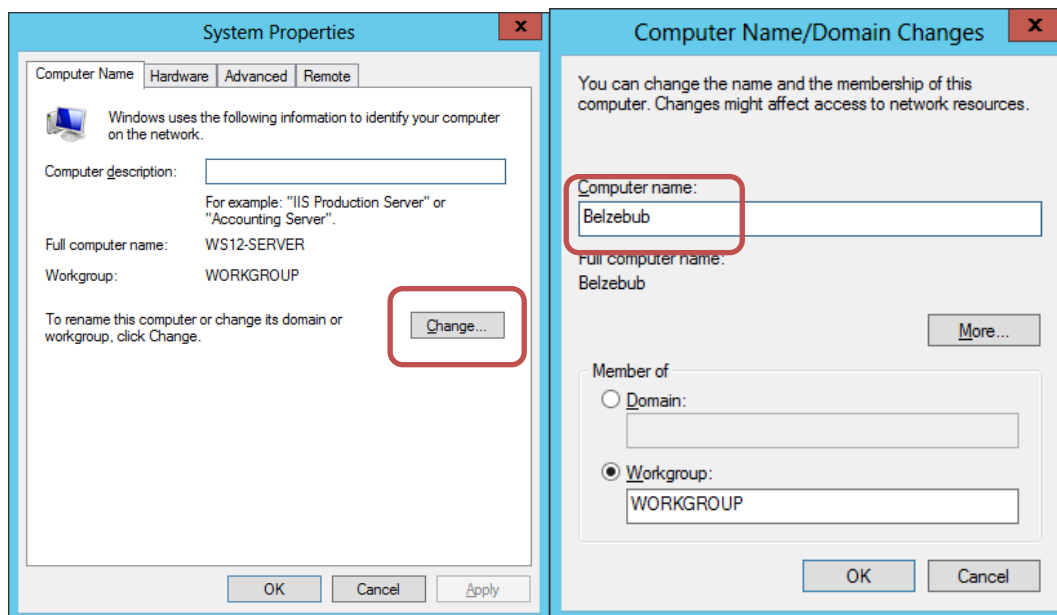 System Properties
x
Computer Name
Hardware
Advanced
Remote
Windows uses the following information to identify your computer
on the network.
Computer description:
For example: "IIS Production Server" or
"Accounting Server".
Full computer name:
WS12-SERVER
Workgroup:
WORKGROUP
To rename this computer or change its domain or
workgroup, click Change.
Change...
OK
Cancel
Apply
Computer Name/Domain Changes
x
You can change the name and the membership of this
computer. Changes might affect access to network resources.
Computer name:
Belzebub
Full computer name:
Belzebub
More...
Member of
Domain:
Workgroup:
WORKGROUP
OK
Cancel